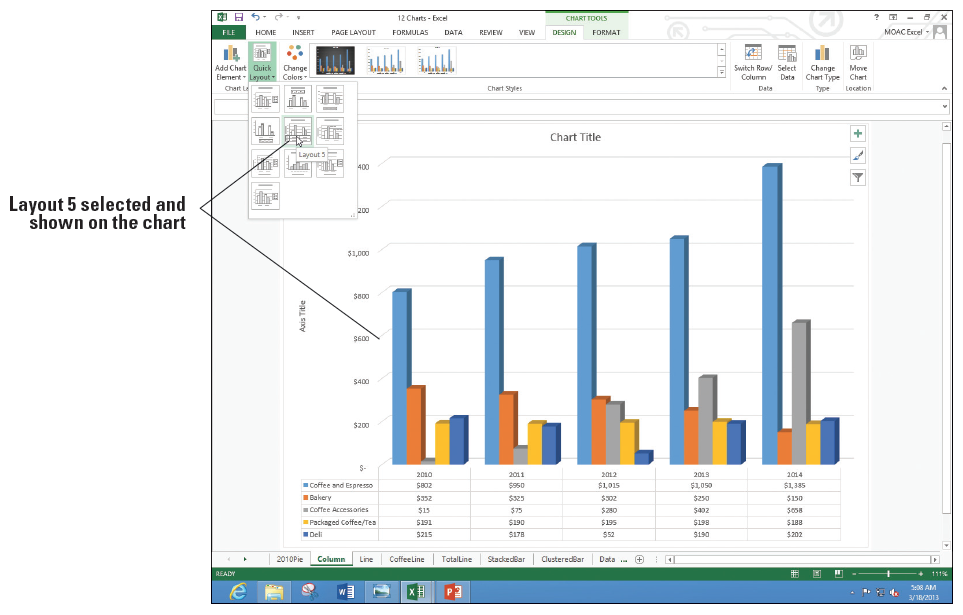 12 Charts - Excel
CHART TOOLS
?
FILE HOME INSERT PAGE LAYOUT FORMULAS DATA REVIEW VIEW DESIGN FORMAT
MOAC Excel
Add Chart Element
Quick Layout
Change Colors
Switch Row/ Column
Select Data
Change Chart Type
Move Chart
Chart La
Chart Styles
Data
Type
Location
Layout 5
Layout 5 selected and
shown on the chart
Chart Title
Axis Title
400
200
$1,000
$800
$600
$400
$200
$-
2010 2011 2012 2013 2014
Coffee and Espresso $802 $950 $1,015 $1,050 $1,385
Bakery $352 $325 $302 $250 $150
Coffee Accessories $15 $75 $280 $402 $658
Packaged Coffee/Tea $191 $190 $195 $198 $188
Deli $215 $178 $52 $190 $202
2010Pie Column Line CoffeeLine TotalLine StackedBar ClusteredBar Data ...
READY
111%
5:08 AM
3/18/2013